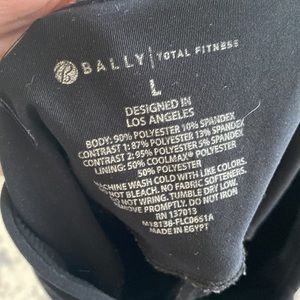 BALLY | TOTAL FITNESS
L
DESIGNED IN
LOS ANGELES
BODY: 90% POLYESTER 10% SPANDEX
CONTRAST 1: 87% POLYESTER 13% SPANDEX
CONTRAST 2: 95% POLYESTER 5% SPANDEX
LINING: 50% COOLMAX® POLYESTER
50% POLYESTER
MACHINE WASH COLD WITH LIKE COLORS.
NOT BLEACH. NO FABRIC SOFTENERS.
DO NOT WRING. TUMBLE DRY LOW.
REMOVE PROMPTLY. DO NOT IRON
RN 137013
MADE IN EGYPT